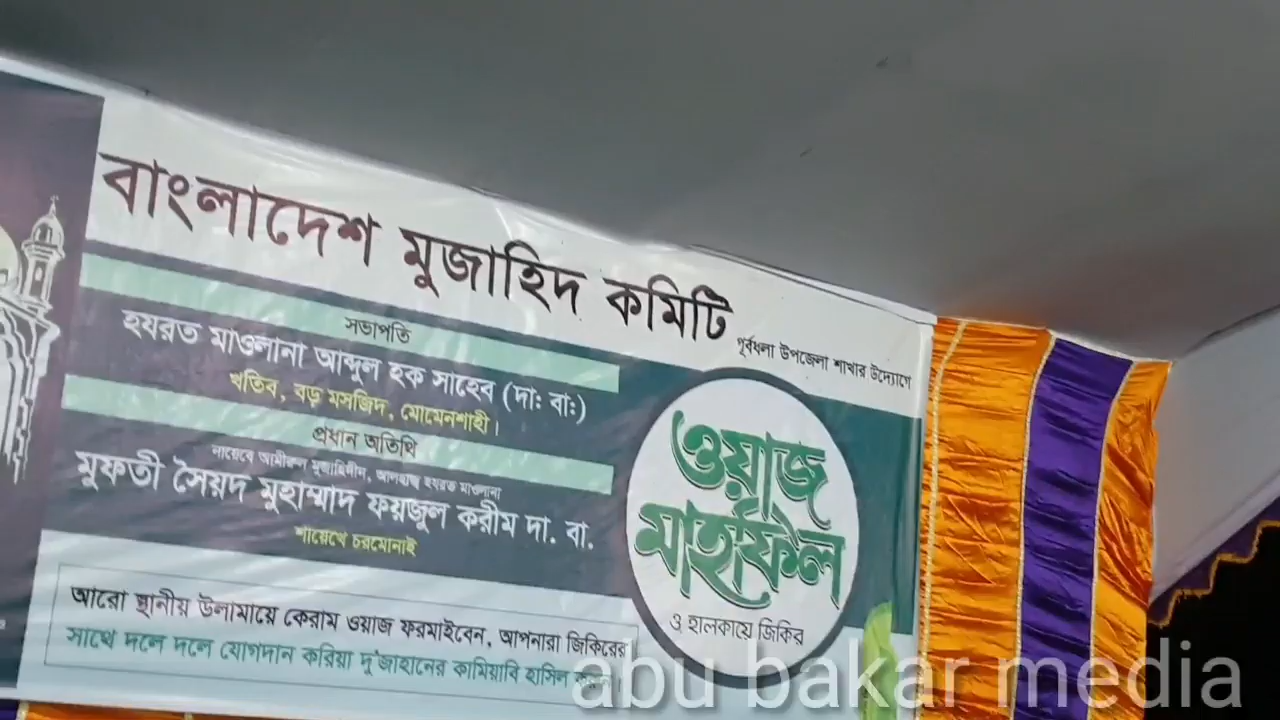 বাংলাদেশ মুজাহিদ কমিটি
পূর্বধলা উপজেলা শাখার উদ্যোগে
সভাপতি
হযরত মাওলানা আব্দুল হক সাহেব (দা: বা:)
খতিব, বড় মসজিদ, মোমেনশাহী।
প্রধান অতিথি
নায়েবে আমীরুল মুজাহিদীন, আলহাজ্ব হযরত মাওলানা
মুফতী সৈয়দ মুহাম্মাদ ফয়জুল করীম দা. বা.
শায়েখে চরমোনাই
ওয়াজ
মাহফিল
ও হালকায়ে জিকির
আরো স্থানীয় উলামায়ে কেরাম ওয়াজ ফরমাইবেন, আপনারা জিকিরের
সাথে দলে দলে যোগদান করিয়া দু'জাহানের কামিয়াবি হাসিল
abu bakar media